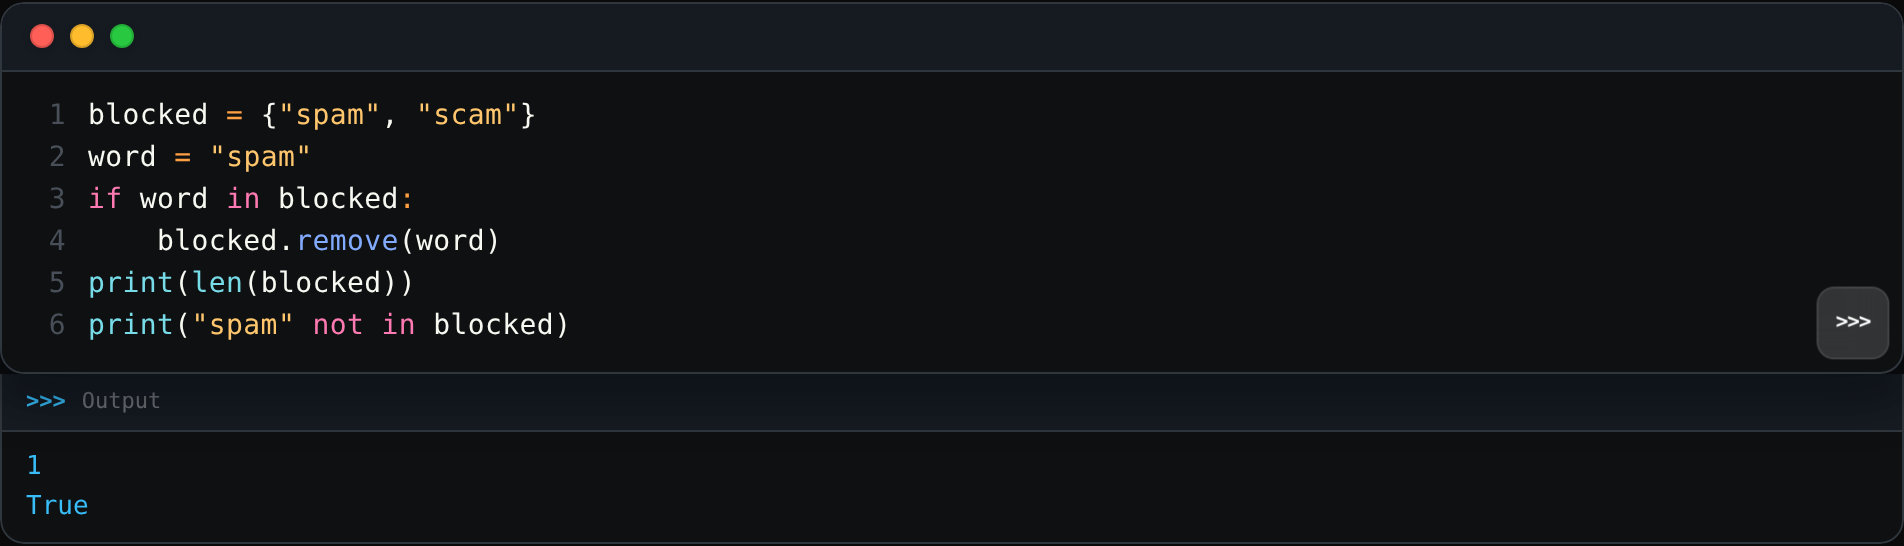 1 blocked = {"spam", "scam"}
2 word = "spam"
3 if word in blocked:
4     blocked.remove(word)
5 print(len(blocked))
6 print("spam" not in blocked)
>>>
>>> Output
1
True